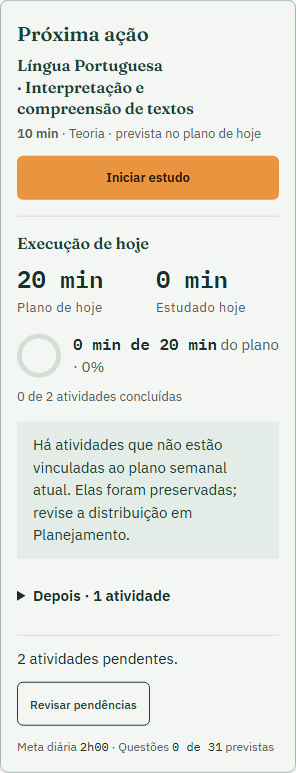 Próxima ação
Língua Portuguesa
· Interpretação e
compreensão de textos
10 min · Teoria · prevista no plano de hoje
Iniciar estudo
Execução de hoje
20 min 0 min
Plano de hoje Estudado hoje
0 min de 20 min do plano
· 0%
0 de 2 atividades concluídas
Há atividades que não estão
vinculadas ao plano semanal
atual. Elas foram preservadas;
revise a distribuição em
Planejamento.
Depois · 1 atividade
2 atividades pendentes.
Revisar pendências
Meta diária 2h00 · Questões 0 de 31 previstas